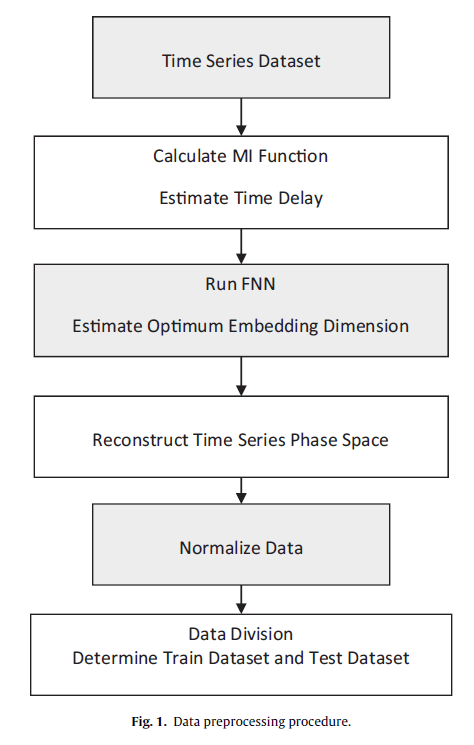 Time Series Dataset
Calculate MI Function
Estimate Time Delay
Run FNN
Estimate Optimum Embedding Dimension
Reconstruct Time Series Phase Space
Normalize Data
Data Division
Determine Train Dataset and Test Dataset
Fig. 1. Data preprocessing procedure.